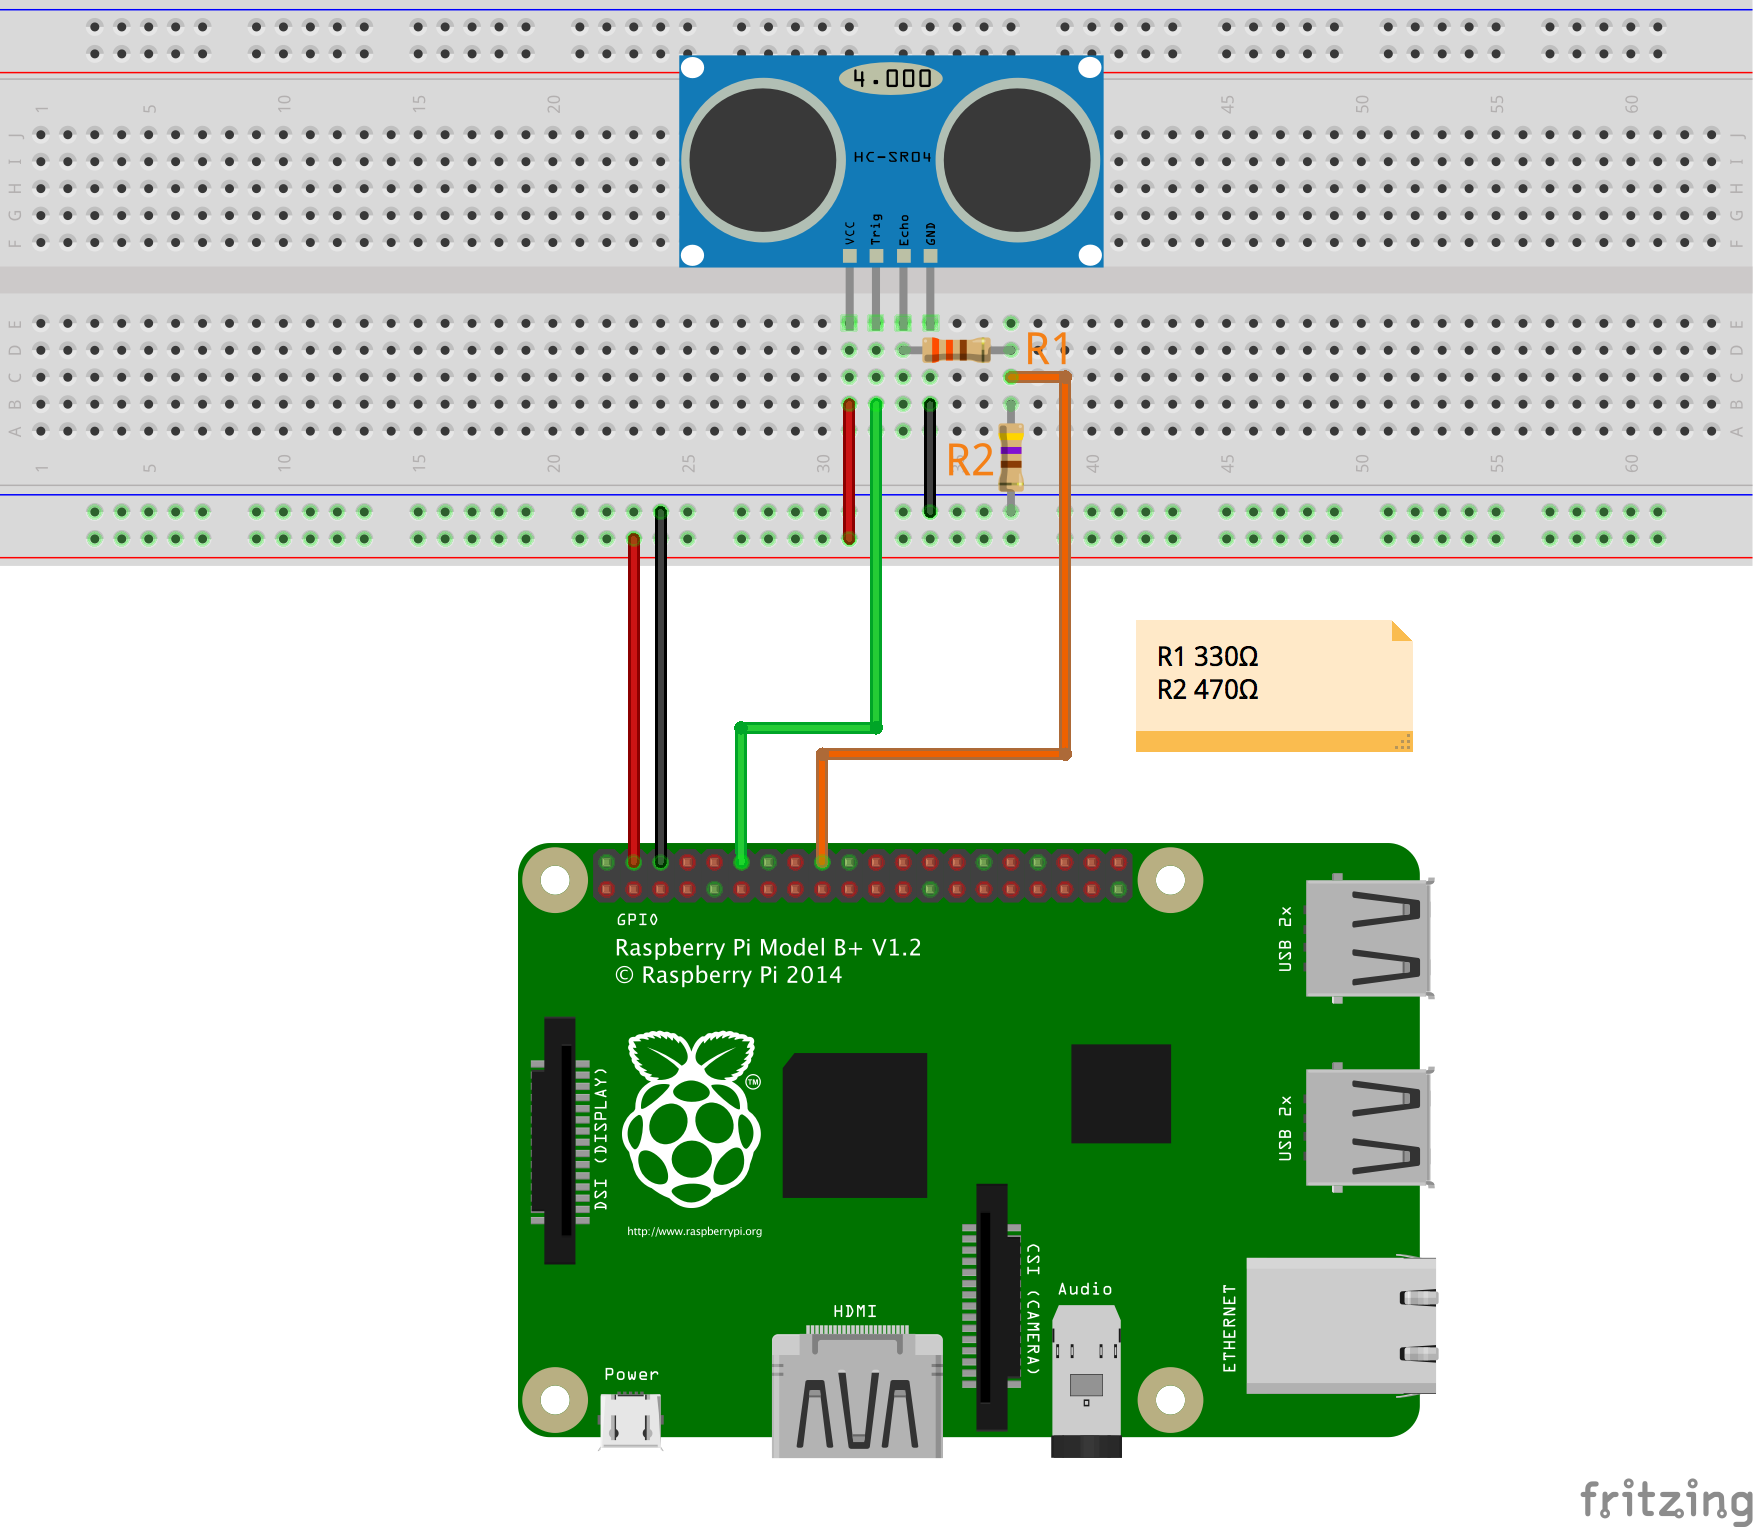 1 5 10 15 20 45 50 55 60
J J
I I
H H
G G
F F
4.000
HC-SR04
VCC Trig Echo GND
E E
D D
C C
B B
A A
R1
R2
1 5 10 15 20 25 30 40 45 50 55 60
R1 330Ω
R2 470Ω
GPIO
Raspberry Pi Model B+ V1.2
© Raspberry Pi 2014
TM
http://www.raspberrypi.org
DSI (DISPLAY)
USB 2x
USB 2x
CSI (CAMERA)
Audio
HDMI
ETHERNET
Power
fritzing